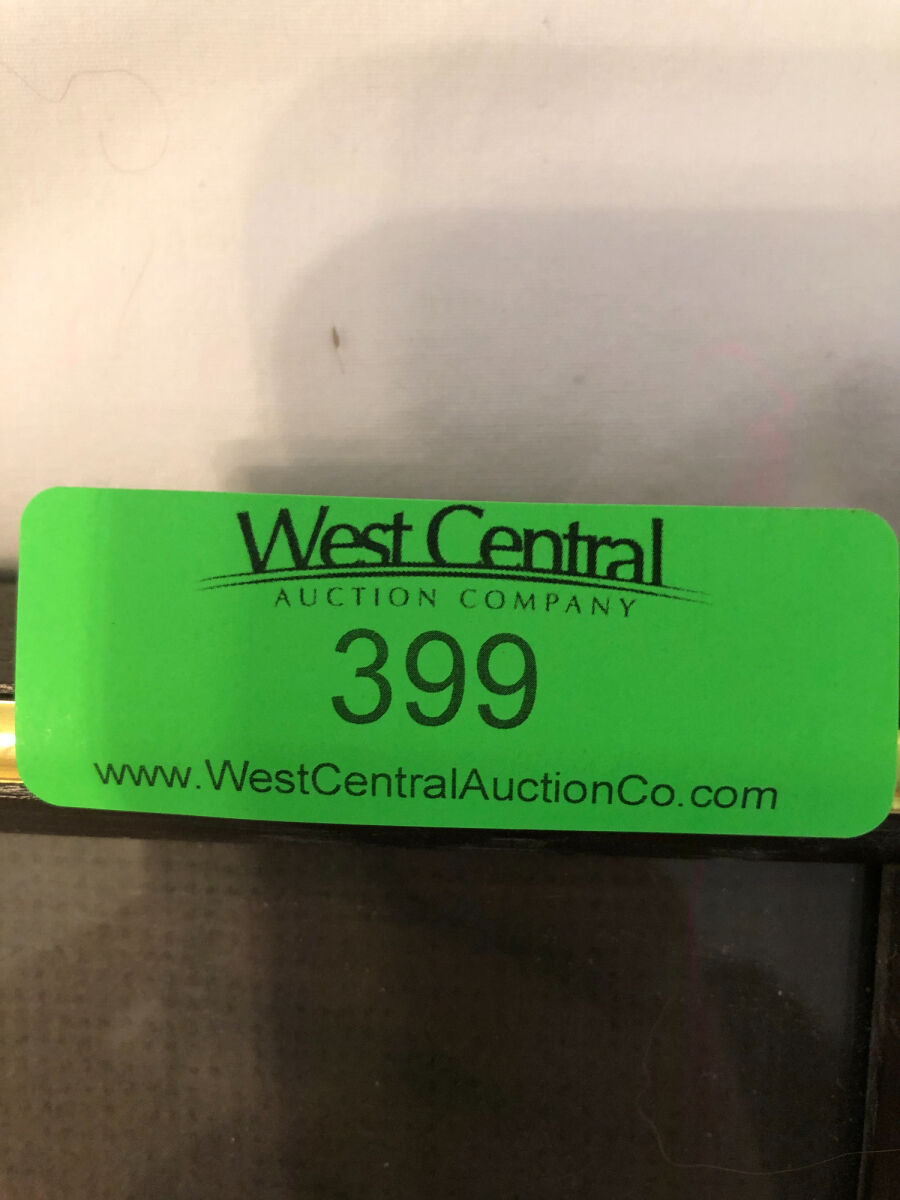 West Central
AUCTION COMPANY
399
www.WestCentralAuctionCo.com